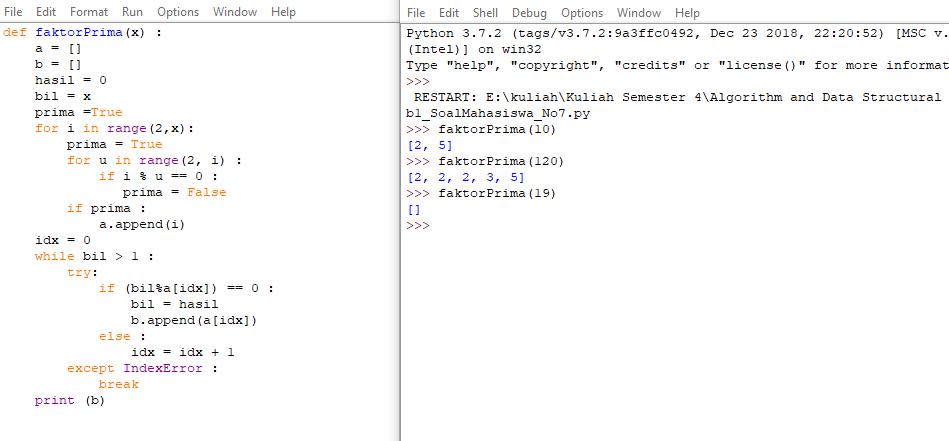 File Edit Format Run Options Window Help
def faktorPrima(x) :
    a = []
    b = []
    hasil = 0
    bil = x
    prima =True
    for i in range(2,x):
        prima = True
        for u in range(2, i) :
            if i % u == 0 :
               prima = False
        if prima :
            a.append(i)
    idx = 0
    while bil > 1 :
        try:
            if (bil%a[idx]) == 0 :
                bil = hasil
                b.append(a[idx])
            else :
                idx = idx + 1
        except IndexError :
            break
    print (b)
File Edit Shell Debug Options Window Help
Python 3.7.2 (tags/v3.7.2:9a3ffc0492, Dec 23 2018, 22:20:52) [MSC v.
(Intel)] on win32
Type "help", "copyright", "credits" or "license()" for more informat
>>>
 RESTART: E:\kuliah\Kuliah Semester 4\Algorithm and Data Structural
bl_SoalMahasiswa_No7.py
>>> faktorPrima(10)
[2, 5]
>>> faktorPrima(120)
[2, 2, 2, 3, 5]
>>> faktorPrima(19)
[]
>>>